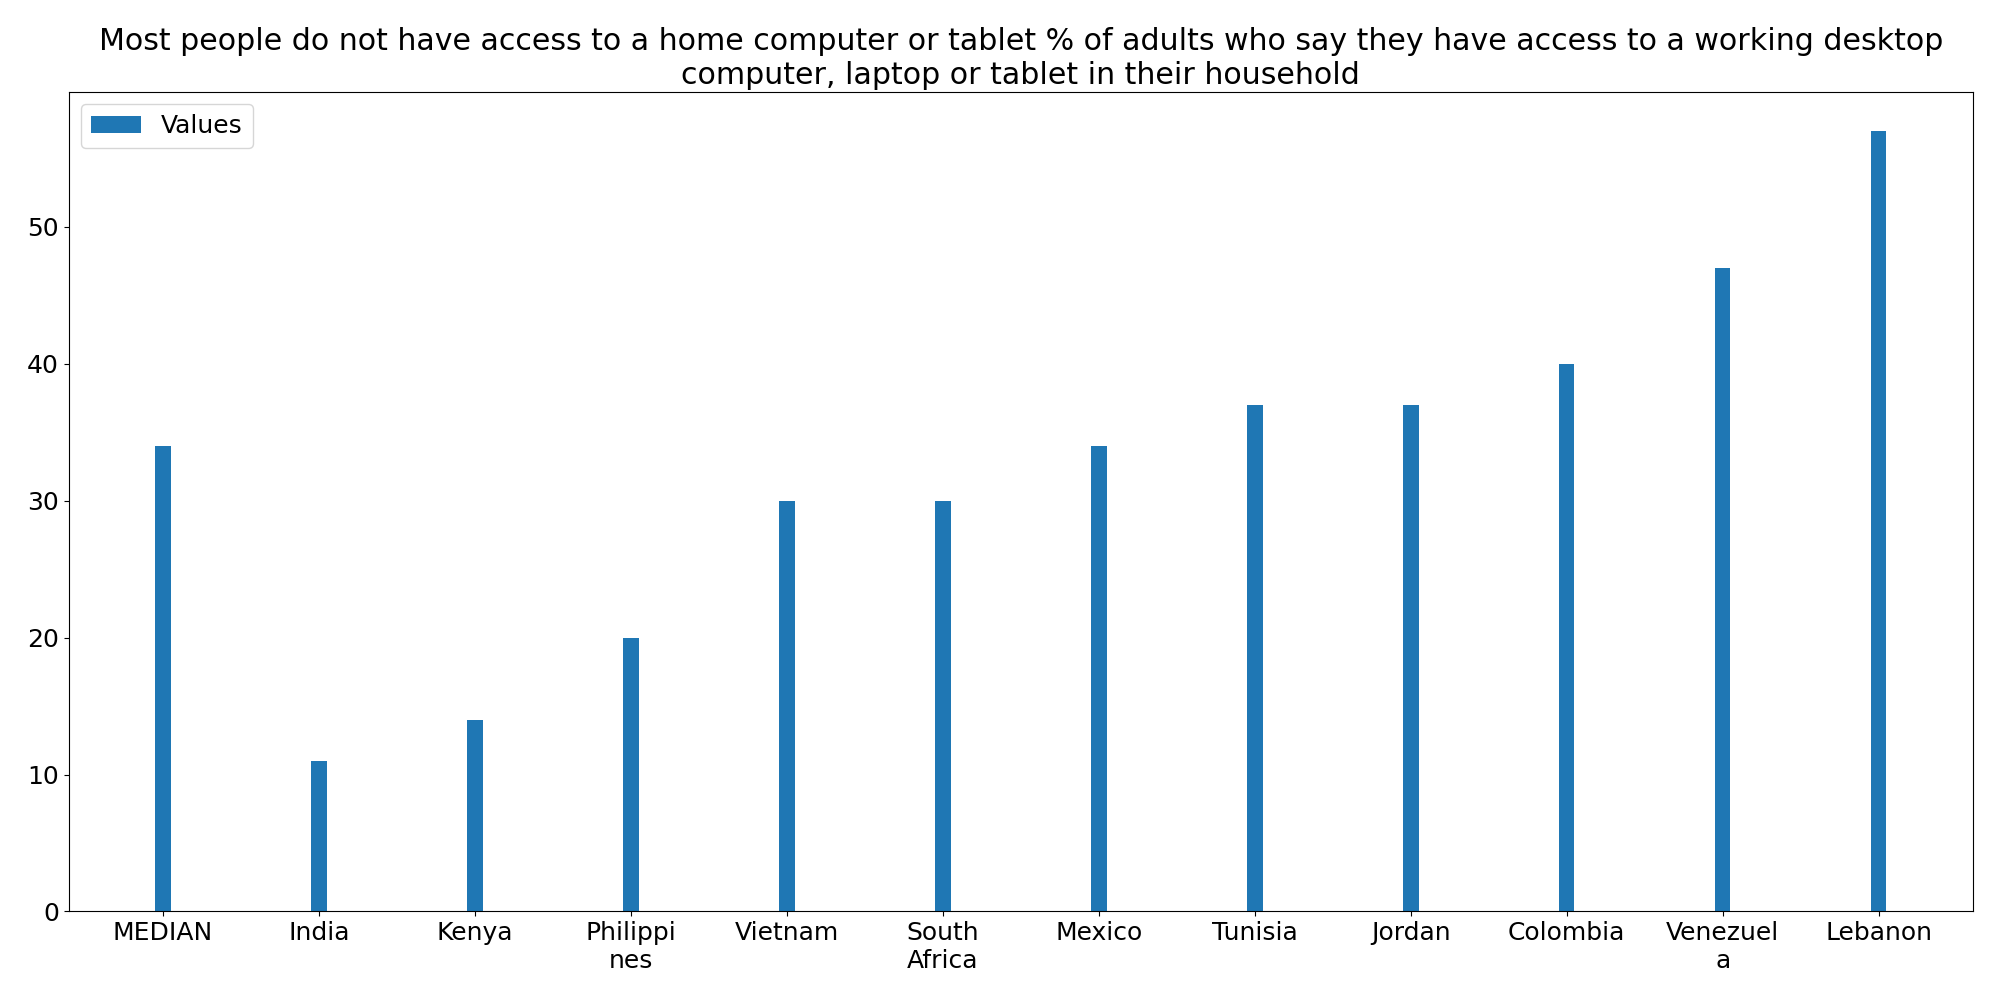 Most people do not have access to a home computer or tablet % of adults who say they have access to a working desktop
computer, laptop or tablet in their household
Values
50
40
30
20
10
0
MEDIAN
India
Kenya
Philippi
nes
Vietnam
South
Africa
Mexico
Tunisia
Jordan
Colombia
Venezuel
a
Lebanon